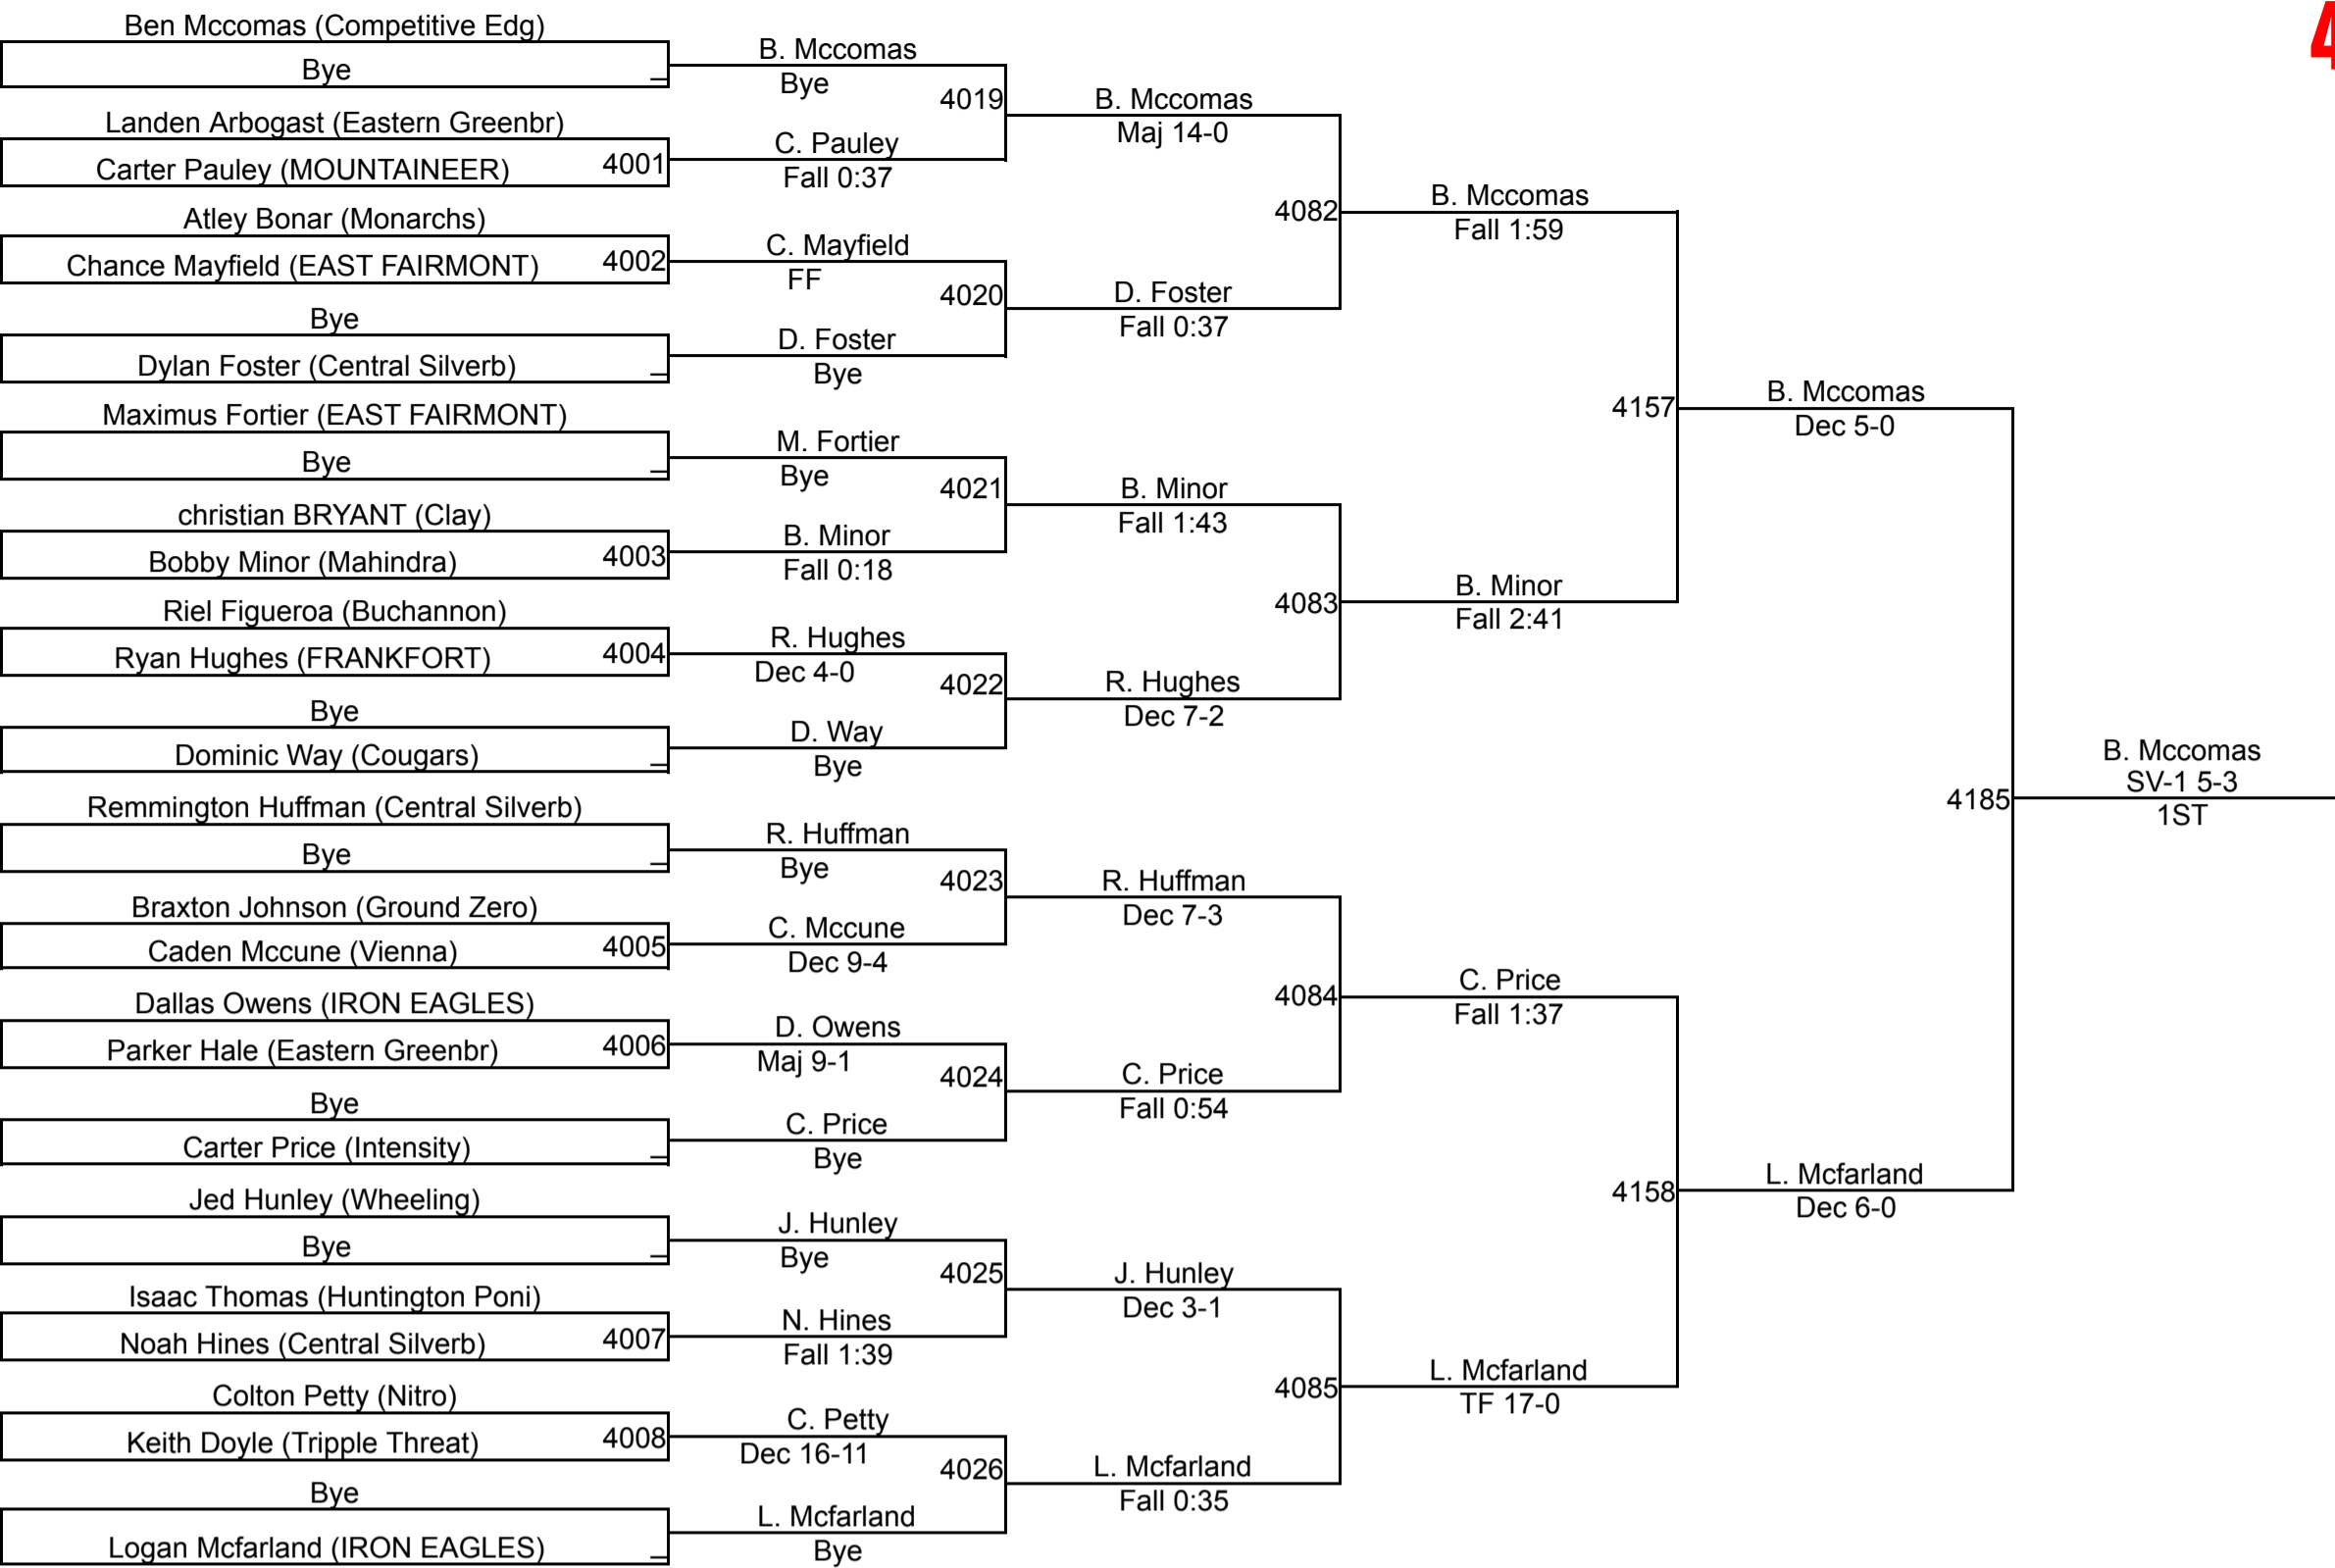 Ben Mccomas (Competitive Edg)
Bye
Landen Arbogast (Eastern Greenbr)
Carter Pauley (MOUNTAINEER) 4001
Atley Bonar (Monarchs)
Chance Mayfield (EAST FAIRMONT) 4002
Bye
Dylan Foster (Central Silverb)
Maximus Fortier (EAST FAIRMONT)
Bye
christian BRYANT (Clay)
Bobby Minor (Mahindra) 4003
Riel Figueroa (Buchannon)
Ryan Hughes (FRANKFORT) 4004
Bye
Dominic Way (Cougars)
Remmington Huffman (Central Silverb)
Bye
Braxton Johnson (Ground Zero)
Caden Mccune (Vienna) 4005
Dallas Owens (IRON EAGLES)
Parker Hale (Eastern Greenbr) 4006
Bye
Carter Price (Intensity)
Jed Hunley (Wheeling)
Bye
Isaac Thomas (Huntington Poni)
Noah Hines (Central Silverb) 4007
Colton Petty (Nitro)
Keith Doyle (Tripple Threat) 4008
Bye
Logan Mcfarland (IRON EAGLES)
B. Mccomas
Bye
4019
C. Pauley
Fall 0:37
C. Mayfield
FF
4020
D. Foster
Bye
M. Fortier
Bye
4021
B. Minor
Fall 0:18
R. Hughes
Dec 4-0
4022
D. Way
Bye
R. Huffman
Bye
4023
C. Mccune
Dec 9-4
D. Owens
Maj 9-1
4024
C. Price
Bye
J. Hunley
Bye
4025
N. Hines
Fall 1:39
C. Petty
Dec 16-11
4026
L. Mcfarland
Bye
B. Mccomas
Maj 14-0
4082
D. Foster
Fall 0:37
B. Minor
Fall 1:43
4083
R. Hughes
Dec 7-2
R. Huffman
Dec 7-3
4084
C. Price
Fall 0:54
J. Hunley
Dec 3-1
4085
L. Mcfarland
Fall 0:35
B. Mccomas
Fall 1:59
4157
B. Minor
Fall 2:41
C. Price
Fall 1:37
4158
L. Mcfarland
TF 17-0
B. Mccomas
Dec 5-0
4185
L. Mcfarland
Dec 6-0
B. Mccomas
SV-1 5-3
1ST